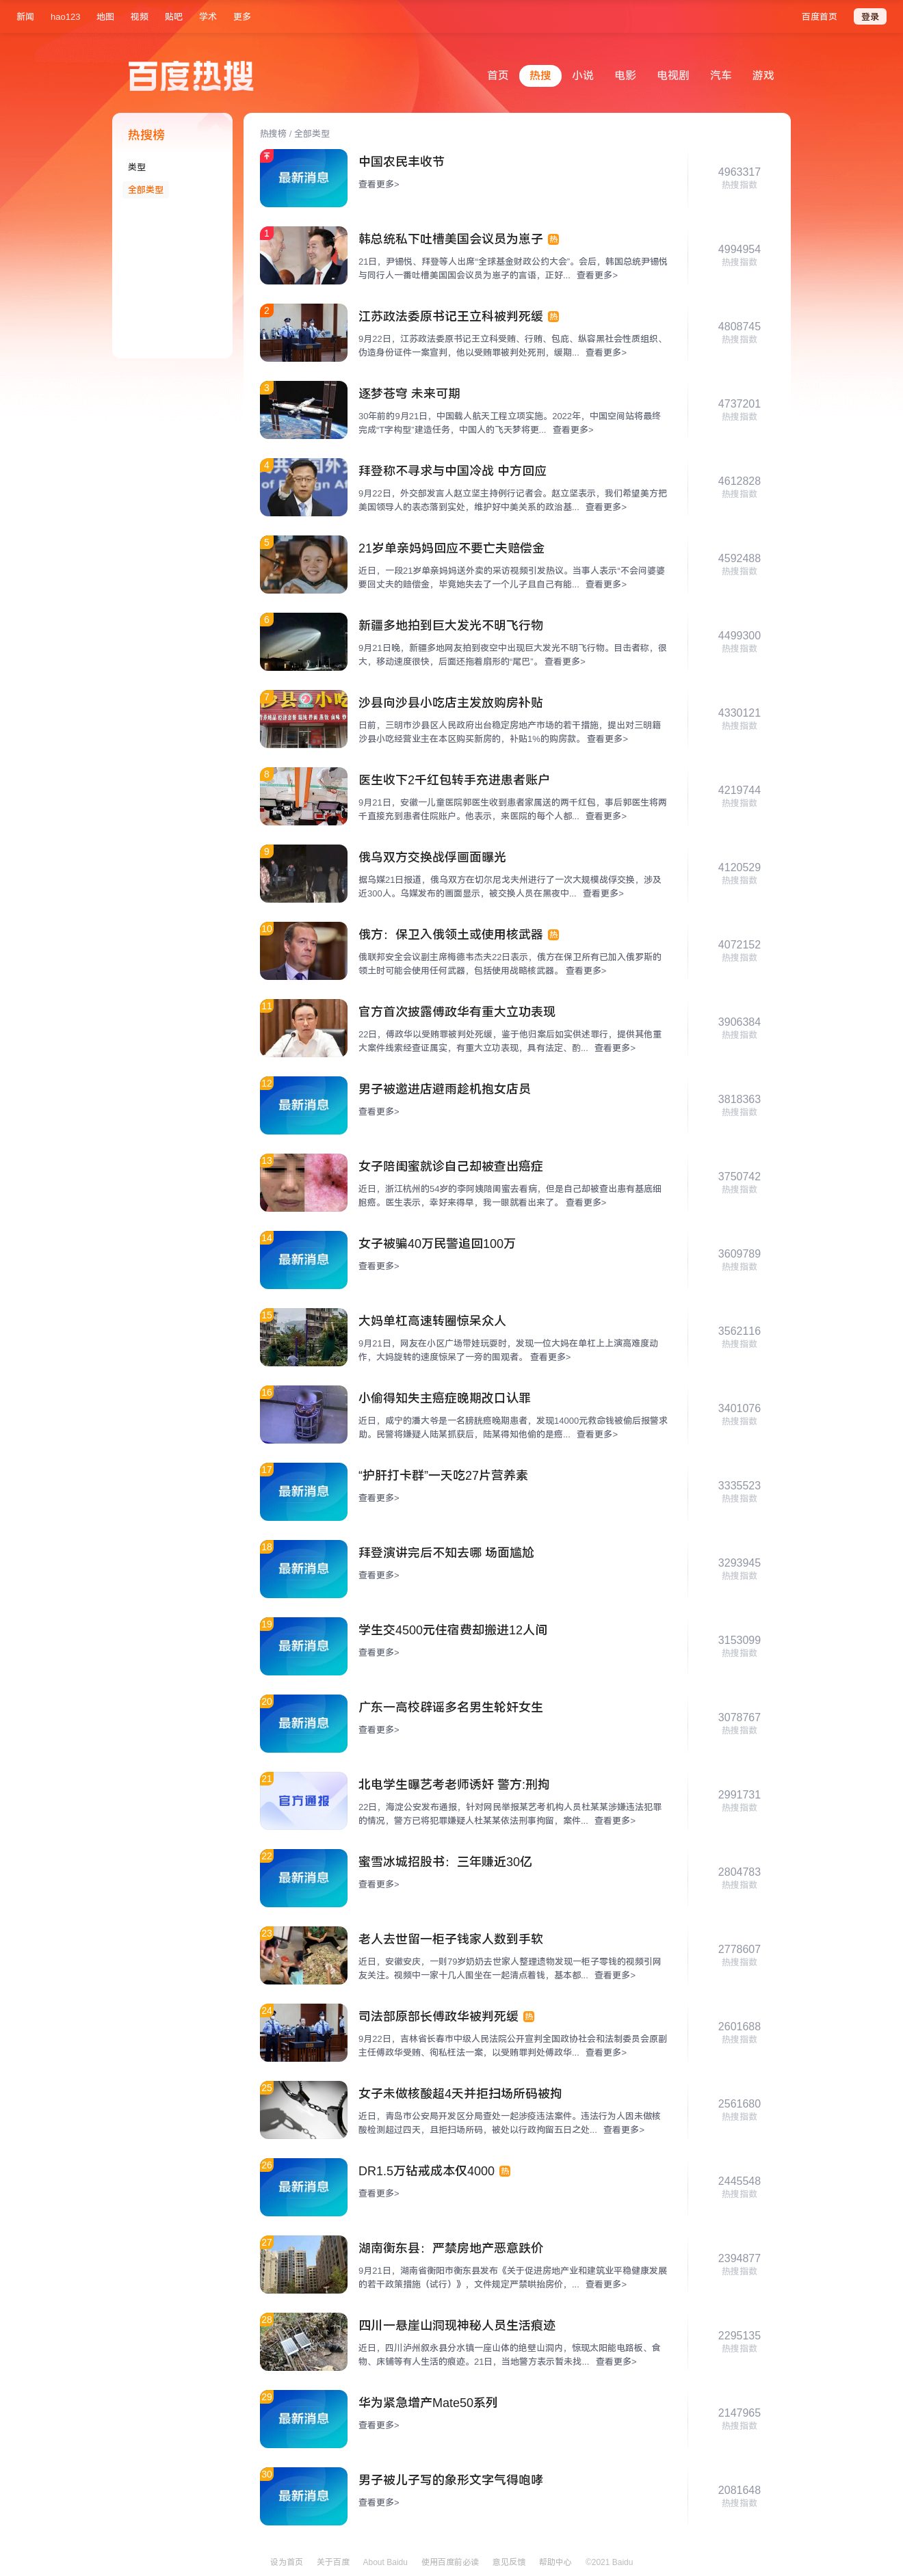 新闻 hao123 地图 视频 贴吧 学术 更多 百度首页 登录
百度热搜
首页 热搜 小说 电影 电视剧 汽车 游戏
热搜榜
类型
全部类型
热搜榜 / 全部类型
最新消息
中国农民丰收节
查看更多>
4963317
热搜指数
1
韩总统私下吐槽美国会议员为崽子 热
21日，尹锡悦、拜登等人出席“全球基金财政公约大会”。会后，韩国总统尹锡悦
与同行人一番吐槽美国国会议员为崽子的言语，正好... 查看更多>
4994954
热搜指数
2
江苏政法委原书记王立科被判死缓 热
9月22日，江苏政法委原书记王立科受贿、行贿、包庇、纵容黑社会性质组织、
伪造身份证件一案宣判，他以受贿罪被判处死刑，缓期... 查看更多>
4808745
热搜指数
3
逐梦苍穹 未来可期
30年前的9月21日，中国载人航天工程立项实施。2022年，中国空间站将最终
完成“T字构型”建造任务，中国人的飞天梦将更... 查看更多>
4737201
热搜指数
4
拜登称不寻求与中国冷战 中方回应
9月22日，外交部发言人赵立坚主持例行记者会。赵立坚表示，我们希望美方把
美国领导人的表态落到实处，维护好中美关系的政治基... 查看更多>
4612828
热搜指数
5
21岁单亲妈妈回应不要亡夫赔偿金
近日，一段21岁单亲妈妈送外卖的采访视频引发热议。当事人表示“不会问婆婆
要回丈夫的赔偿金，毕竟她失去了一个儿子且自己有能... 查看更多>
4592488
热搜指数
6
新疆多地拍到巨大发光不明飞行物
9月21日晚，新疆多地网友拍到夜空中出现巨大发光不明飞行物。目击者称，很
大，移动速度很快，后面还拖着扇形的“尾巴”。 查看更多>
4499300
热搜指数
7
沙县小吃
沙县向沙县小吃店主发放购房补贴
日前，三明市沙县区人民政府出台稳定房地产市场的若干措施，提出对三明籍
沙县小吃经营业主在本区购买新房的，补贴1%的购房款。 查看更多>
4330121
热搜指数
8
医生收下2千红包转手充进患者账户
9月21日，安徽一儿童医院郭医生收到患者家属送的两千红包，事后郭医生将两
千直接充到患者住院账户。他表示，来医院的每个人都... 查看更多>
4219744
热搜指数
9
俄乌双方交换战俘画面曝光
据乌媒21日报道，俄乌双方在切尔尼戈夫州进行了一次大规模战俘交换，涉及
近300人。乌媒发布的画面显示，被交换人员在黑夜中... 查看更多>
4120529
热搜指数
10
俄方：保卫入俄领土或使用核武器 热
俄联邦安全会议副主席梅德韦杰夫22日表示，俄方在保卫所有已加入俄罗斯的
领土时可能会使用任何武器，包括使用战略核武器。 查看更多>
4072152
热搜指数
11
官方首次披露傅政华有重大立功表现
22日，傅政华以受贿罪被判处死缓，鉴于他归案后如实供述罪行，提供其他重
大案件线索经查证属实，有重大立功表现，具有法定、酌... 查看更多>
3906384
热搜指数
12
最新消息
男子被邀进店避雨趁机抱女店员
查看更多>
3818363
热搜指数
13
女子陪闺蜜就诊自己却被查出癌症
近日，浙江杭州的54岁的李阿姨陪闺蜜去看病，但是自己却被查出患有基底细
胞癌。医生表示，幸好来得早，我一眼就看出来了。 查看更多>
3750742
热搜指数
14
最新消息
女子被骗40万民警追回100万
查看更多>
3609789
热搜指数
15
大妈单杠高速转圈惊呆众人
9月21日，网友在小区广场带娃玩耍时，发现一位大妈在单杠上上演高难度动
作，大妈旋转的速度惊呆了一旁的围观者。 查看更多>
3562116
热搜指数
16
小偷得知失主癌症晚期改口认罪
近日，咸宁的潘大爷是一名膀胱癌晚期患者，发现14000元救命钱被偷后报警求
助。民警将嫌疑人陆某抓获后，陆某得知他偷的是癌... 查看更多>
3401076
热搜指数
17
最新消息
“护肝打卡群”一天吃27片营养素
查看更多>
3335523
热搜指数
18
最新消息
拜登演讲完后不知去哪 场面尴尬
查看更多>
3293945
热搜指数
19
最新消息
学生交4500元住宿费却搬进12人间
查看更多>
3153099
热搜指数
20
最新消息
广东一高校辟谣多名男生轮奸女生
查看更多>
3078767
热搜指数
21
官方通报
北电学生曝艺考老师诱奸 警方:刑拘
22日，海淀公安发布通报，针对网民举报某艺考机构人员杜某某涉嫌违法犯罪
的情况，警方已将犯罪嫌疑人杜某某依法刑事拘留，案件... 查看更多>
2991731
热搜指数
22
最新消息
蜜雪冰城招股书：三年赚近30亿
查看更多>
2804783
热搜指数
23
老人去世留一柜子钱家人数到手软
近日，安徽安庆，一则79岁奶奶去世家人整理遗物发现一柜子零钱的视频引网
友关注。视频中一家十几人围坐在一起清点着钱，基本都... 查看更多>
2778607
热搜指数
24
司法部原部长傅政华被判死缓 热
9月22日，吉林省长春市中级人民法院公开宣判全国政协社会和法制委员会原副
主任傅政华受贿、徇私枉法一案，以受贿罪判处傅政华... 查看更多>
2601688
热搜指数
25
女子未做核酸超4天并拒扫场所码被拘
近日，青岛市公安局开发区分局查处一起涉疫违法案件。违法行为人因未做核
酸检测超过四天，且拒扫场所码，被处以行政拘留五日之处... 查看更多>
2561680
热搜指数
26
最新消息
DR1.5万钻戒成本仅4000 热
查看更多>
2445548
热搜指数
27
湖南衡东县：严禁房地产恶意跌价
9月21日，湖南省衡阳市衡东县发布《关于促进房地产业和建筑业平稳健康发展
的若干政策措施（试行）》，文件规定严禁哄抬房价，... 查看更多>
2394877
热搜指数
28
四川一悬崖山洞现神秘人员生活痕迹
近日，四川泸州叙永县分水镇一座山体的绝壁山洞内，惊现太阳能电路板、食
物、床铺等有人生活的痕迹。21日，当地警方表示暂未找... 查看更多>
2295135
热搜指数
29
最新消息
华为紧急增产Mate50系列
查看更多>
2147965
热搜指数
30
最新消息
男子被儿子写的象形文字气得咆哮
查看更多>
2081648
热搜指数
设为首页 关于百度 About Baidu 使用百度前必读 意见反馈 帮助中心 ©2021 Baidu